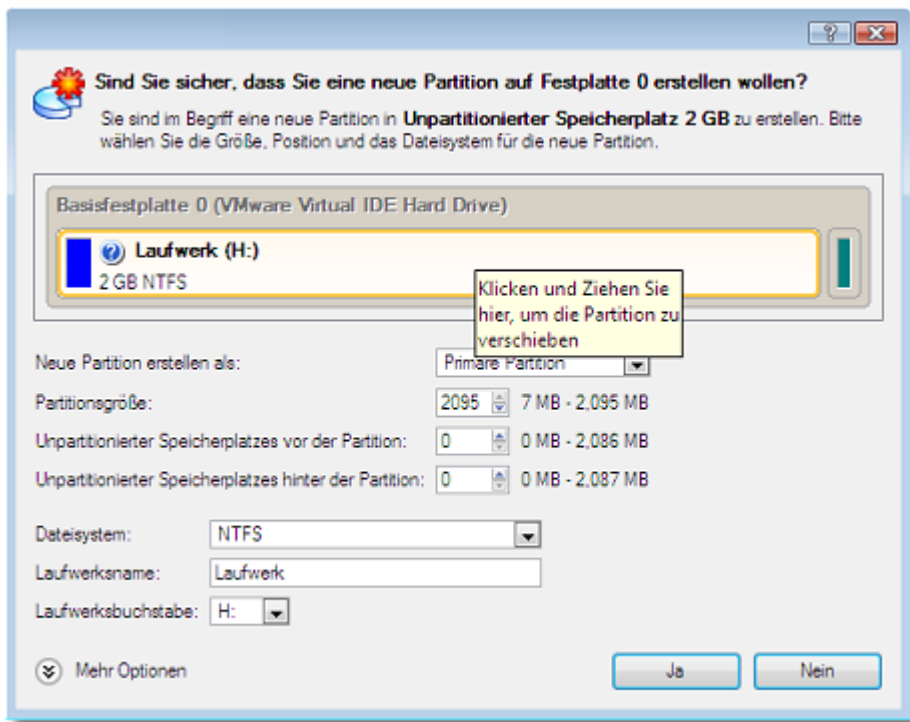 Sind Sie sicher, dass Sie eine neue Partition auf Festplatte 0 erstellen wollen?
Sie sind im Begriff eine neue Partition in Unpartitionierter Speicherplatz 2 GB zu erstellen. Bitte
wählen Sie die Größe, Position und das Dateisystem für die neue Partition.
Basisfestplatte 0 (VMware Virtual IDE Hard Drive)
Laufwerk (H:)
2 GB NTFS
Klicken und Ziehen Sie
hier, um die Partition zu
verschieben
Neue Partition erstellen als: Primäre Partition
Partitionsgröße: 2095 7 MB - 2,095 MB
Unpartitionierter Speicherplatzes vor der Partition: 0 0 MB - 2,086 MB
Unpartitionierter Speicherplatzes hinter der Partition: 0 0 MB - 2,087 MB
Dateisystem: NTFS
Laufwerksname: Laufwerk
Laufwerksbuchstabe: H:
Mehr Optionen Ja Nein